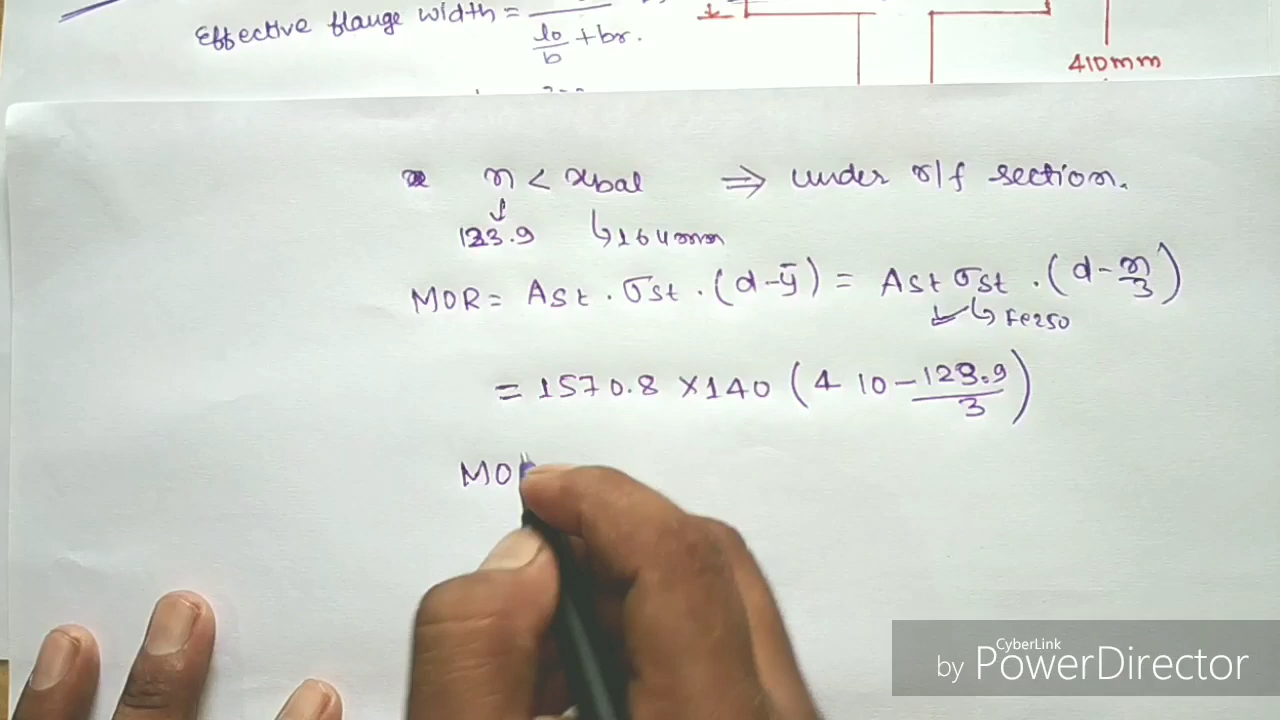 Effective flange width =
lo/b + br.
410mm
n < xbal ⇒ under r/f section.
123.9 ↳ 164mm
MOR = Ast . σst . (d-ȳ) = Ast σst . (d - n/3)
↳ Fe250
= 1570.8 × 140 (410 - 123.9/3)
MO
CyberLink
by PowerDirector